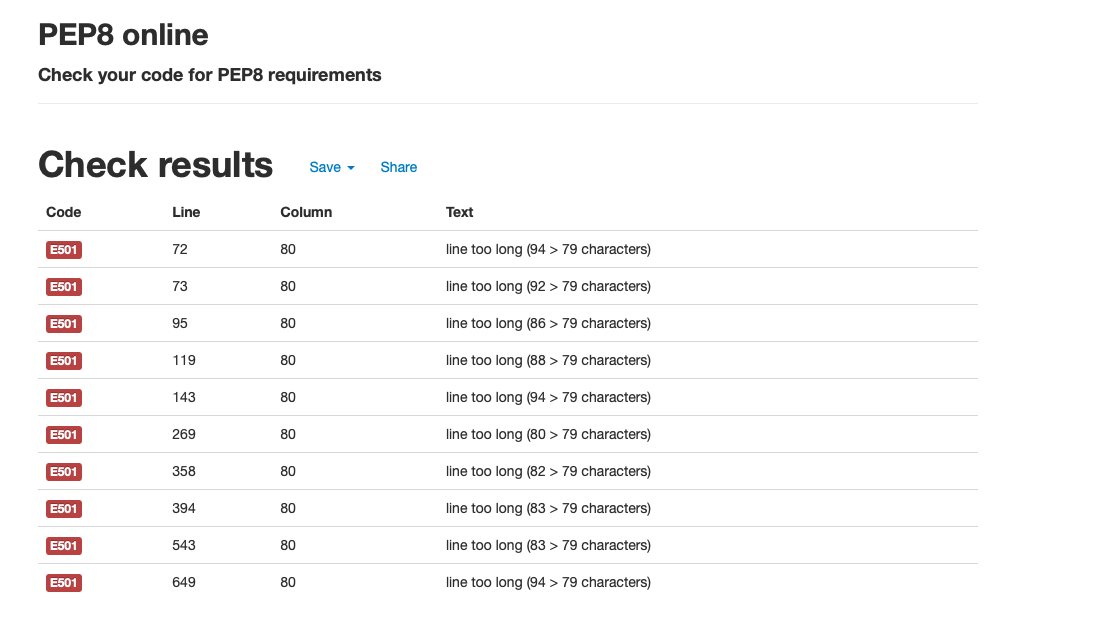 PEP8 online
Check your code for PEP8 requirements
Check results Save Share
Code Line Column Text
E501 72 80 line too long (94 > 79 characters)
E501 73 80 line too long (92 > 79 characters)
E501 95 80 line too long (86 > 79 characters)
E501 119 80 line too long (88 > 79 characters)
E501 143 80 line too long (94 > 79 characters)
E501 269 80 line too long (80 > 79 characters)
E501 358 80 line too long (82 > 79 characters)
E501 394 80 line too long (83 > 79 characters)
E501 543 80 line too long (83 > 79 characters)
E501 649 80 line too long (94 > 79 characters)